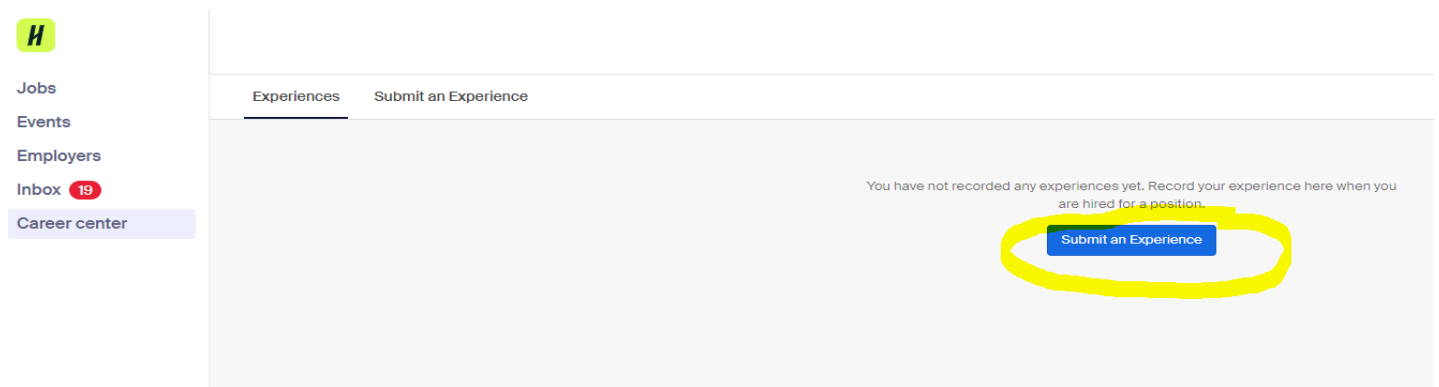 H
Jobs
Events
Employers
Inbox 19
Career center
Experiences Submit an Experience
You have not recorded any experiences yet. Record your experience here when you
are hired for a position.
Submit an Experience